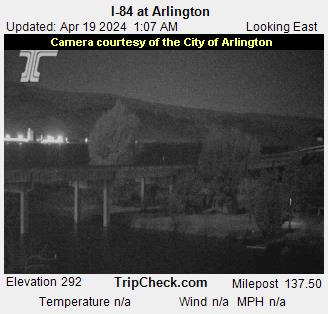 I-84 at Arlington
Updated: Apr 19 2024 1:07 AM Looking East
Camera courtesy of the City of Arlington
Elevation 292 TripCheck.com Milepost 137.50
Temperature n/a Wind n/a MPH n/a